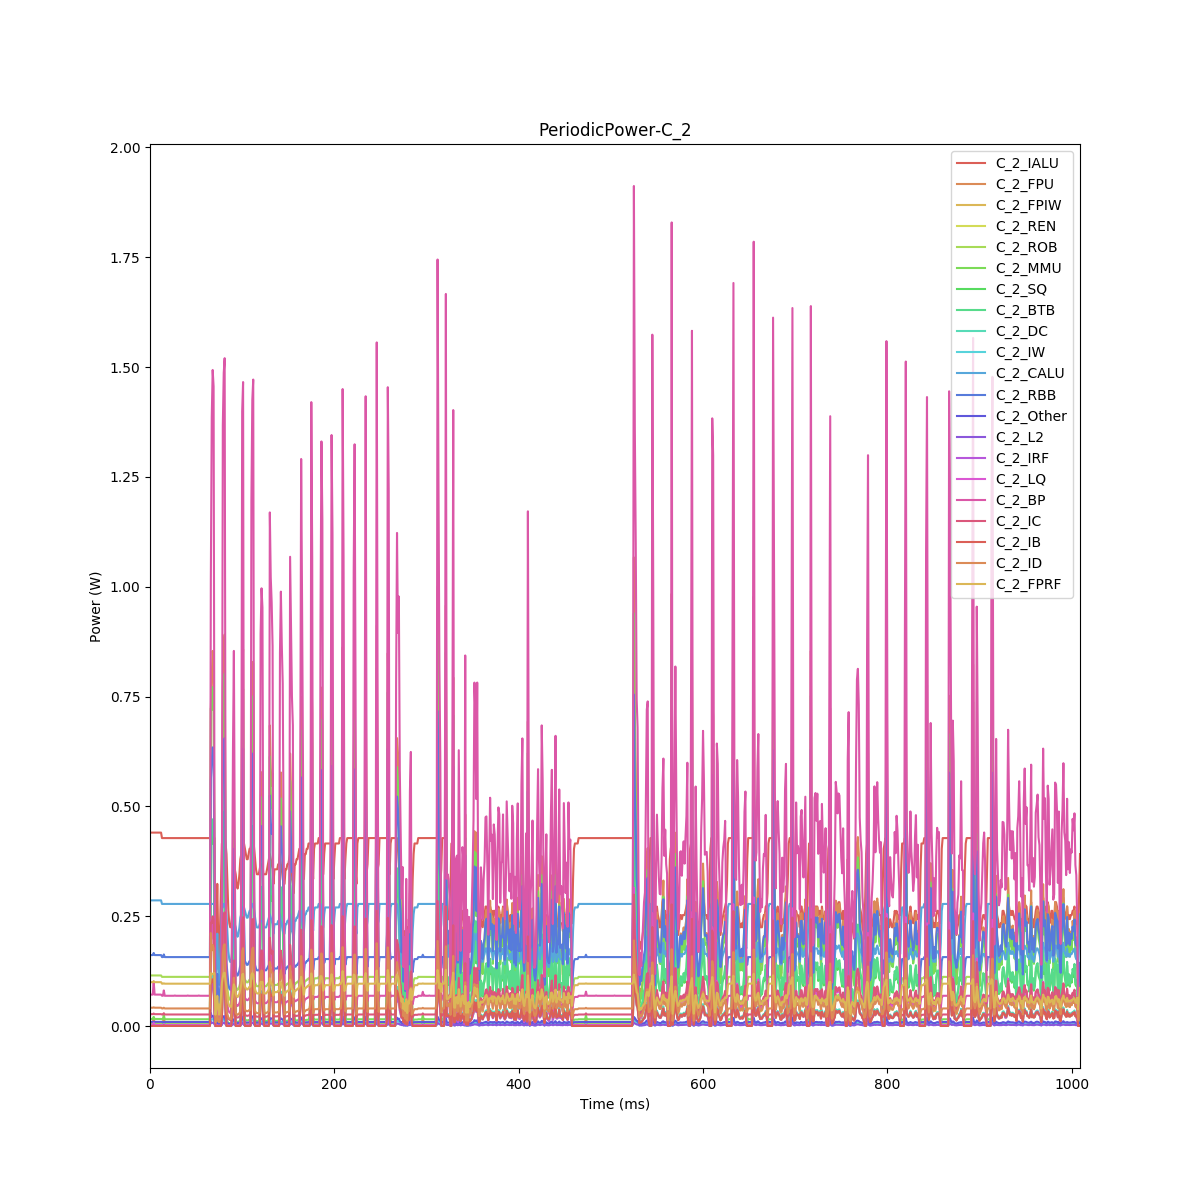 PeriodicPower-C_2
2.00
1.75
1.50
1.25
1.00
0.75
0.50
0.25
0.00
Power (W)
0
200
400
600
800
1000
Time (ms)
C_2_IALU
C_2_FPU
C_2_FPIW
C_2_REN
C_2_ROB
C_2_MMU
C_2_SQ
C_2_BTB
C_2_DC
C_2_IW
C_2_CALU
C_2_RBB
C_2_Other
C_2_L2
C_2_IRF
C_2_LQ
C_2_BP
C_2_IC
C_2_IB
C_2_ID
C_2_FPRF